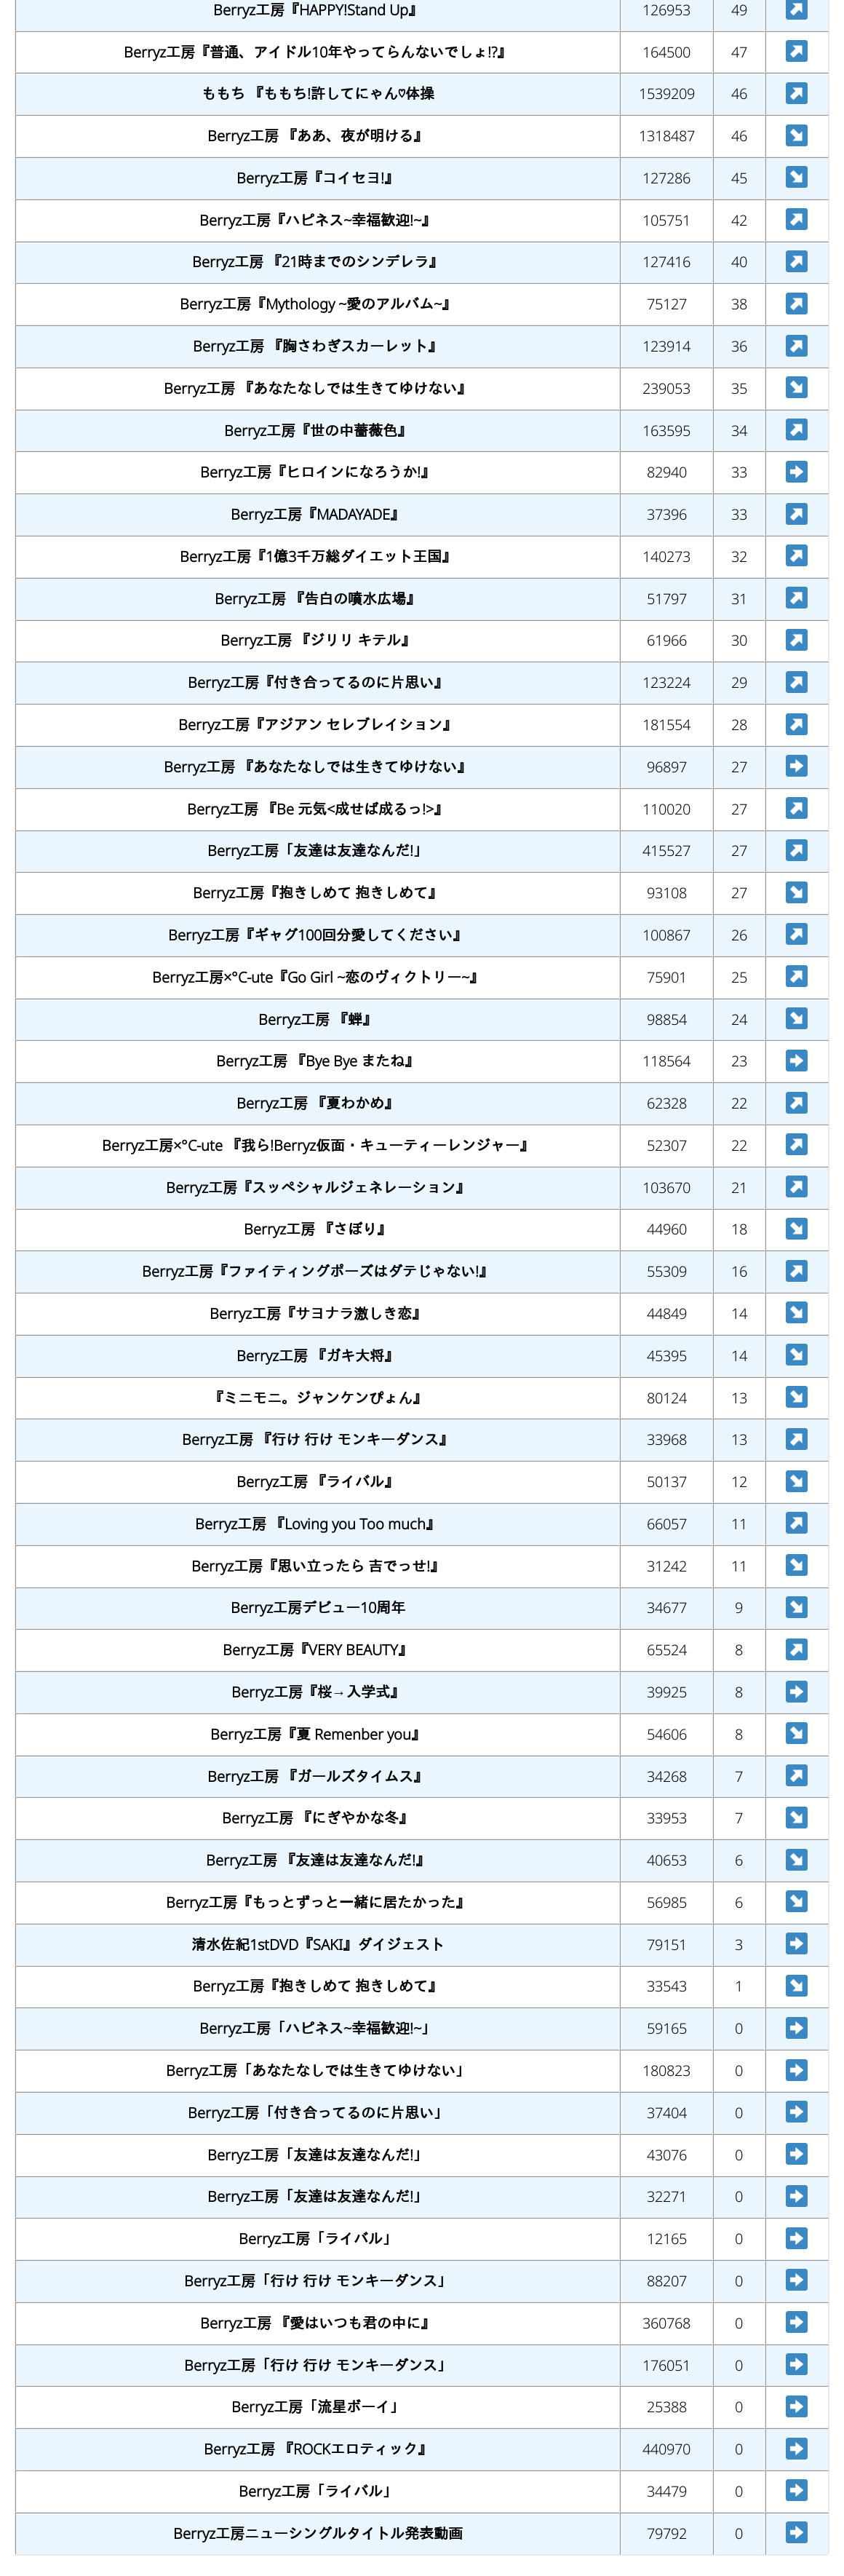 Berryz工房『HAPPY!Stand Up』 126953 49 ↗
Berryz工房『普通、アイドル10年やってらんないでしょ!?』 164500 47 ↗
ももち 『ももち!許してにゃん♡体操 1539209 46 ↗
Berryz工房 『ああ、夜が明ける』 1318487 46 ↘
Berryz工房『コイセヨ!』 127286 45 ↘
Berryz工房『ハピネス~幸福歓迎!~』 105751 42 ↗
Berryz工房 『21時までのシンデレラ』 127416 40 ↗
Berryz工房『Mythology ~愛のアルバム~』 75127 38 ↗
Berryz工房 『胸さわぎスカーレット』 123914 36 ↗
Berryz工房 『あなたなしでは生きてゆけない』 239053 35 ↘
Berryz工房『世の中薔薇色』 163595 34 ↗
Berryz工房『ヒロインになろうか!』 82940 33 ➡
Berryz工房『MADAYADE』 37396 33 ↗
Berryz工房『1億3千万総ダイエット王国』 140273 32 ↗
Berryz工房 『告白の噴水広場』 51797 31 ↗
Berryz工房 『ジリリ キテル』 61966 30 ↗
Berryz工房『付き合ってるのに片思い』 123224 29 ↗
Berryz工房『アジアン セレブレイション』 181554 28 ↗
Berryz工房 『あなたなしでは生きてゆけない』 96897 27 ➡
Berryz工房 『Be 元気<成せば成るっ!>』 110020 27 ↗
Berryz工房「友達は友達なんだ!」 415527 27 ↗
Berryz工房『抱きしめて 抱きしめて』 93108 27 ↘
Berryz工房『ギャグ100回分愛してください』 100867 26 ↗
Berryz工房×°C-ute『Go Girl ~恋のヴィクトリー~』 75901 25 ↗
Berryz工房 『蝉』 98854 24 ↘
Berryz工房 『Bye Bye またね』 118564 23 ➡
Berryz工房 『夏わかめ』 62328 22 ↗
Berryz工房×°C-ute 『我ら!Berryz仮面・キューティーレンジャー』 52307 22 ↗
Berryz工房『スッペシャルジェネレーション』 103670 21 ↗
Berryz工房 『さぼり』 44960 18 ↘
Berryz工房『ファイティングポーズはダテじゃない!』 55309 16 ↗
Berryz工房『サヨナラ激しき恋』 44849 14 ↘
Berryz工房 『ガキ大将』 45395 14 ↘
『ミニモニ。ジャンケンぴょん』 80124 13 ↘
Berryz工房 『行け 行け モンキーダンス』 33968 13 ↗
Berryz工房 『ライバル』 50137 12 ↘
Berryz工房 『Loving you Too much』 66057 11 ↗
Berryz工房『思い立ったら 吉でっせ!』 31242 11 ↘
Berryz工房デビュー10周年 34677 9 ↘
Berryz工房『VERY BEAUTY』 65524 8 ↗
Berryz工房『桜→入学式』 39925 8 ➡
Berryz工房『夏 Remenber you』 54606 8 ↘
Berryz工房 『ガールズタイムス』 34268 7 ↗
Berryz工房 『にぎやかな冬』 33953 7 ↘
Berryz工房 『友達は友達なんだ!』 40653 6 ↘
Berryz工房『もっとずっと一緒に居たかった』 56985 6 ↘
清水佐紀1stDVD『SAKI』ダイジェスト 79151 3 ➡
Berryz工房『抱きしめて 抱きしめて』 33543 1 ↘
Berryz工房「ハピネス~幸福歓迎!~」 59165 0 ➡
Berryz工房「あなたなしでは生きてゆけない」 180823 0 ➡
Berryz工房「付き合ってるのに片思い」 37404 0 ➡
Berryz工房「友達は友達なんだ!」 43076 0 ➡
Berryz工房「友達は友達なんだ!」 32271 0 ➡
Berryz工房「ライバル」 12165 0 ➡
Berryz工房「行け 行け モンキーダンス」 88207 0 ➡
Berryz工房 『愛はいつも君の中に』 360768 0 ➡
Berryz工房「行け 行け モンキーダンス」 176051 0 ➡
Berryz工房「流星ボーイ」 25388 0 ➡
Berryz工房 『ROCKエロティック』 440970 0 ➡
Berryz工房「ライバル」 34479 0 ➡
Berryz工房ニューシングルタイトル発表動画 79792 0 ➡